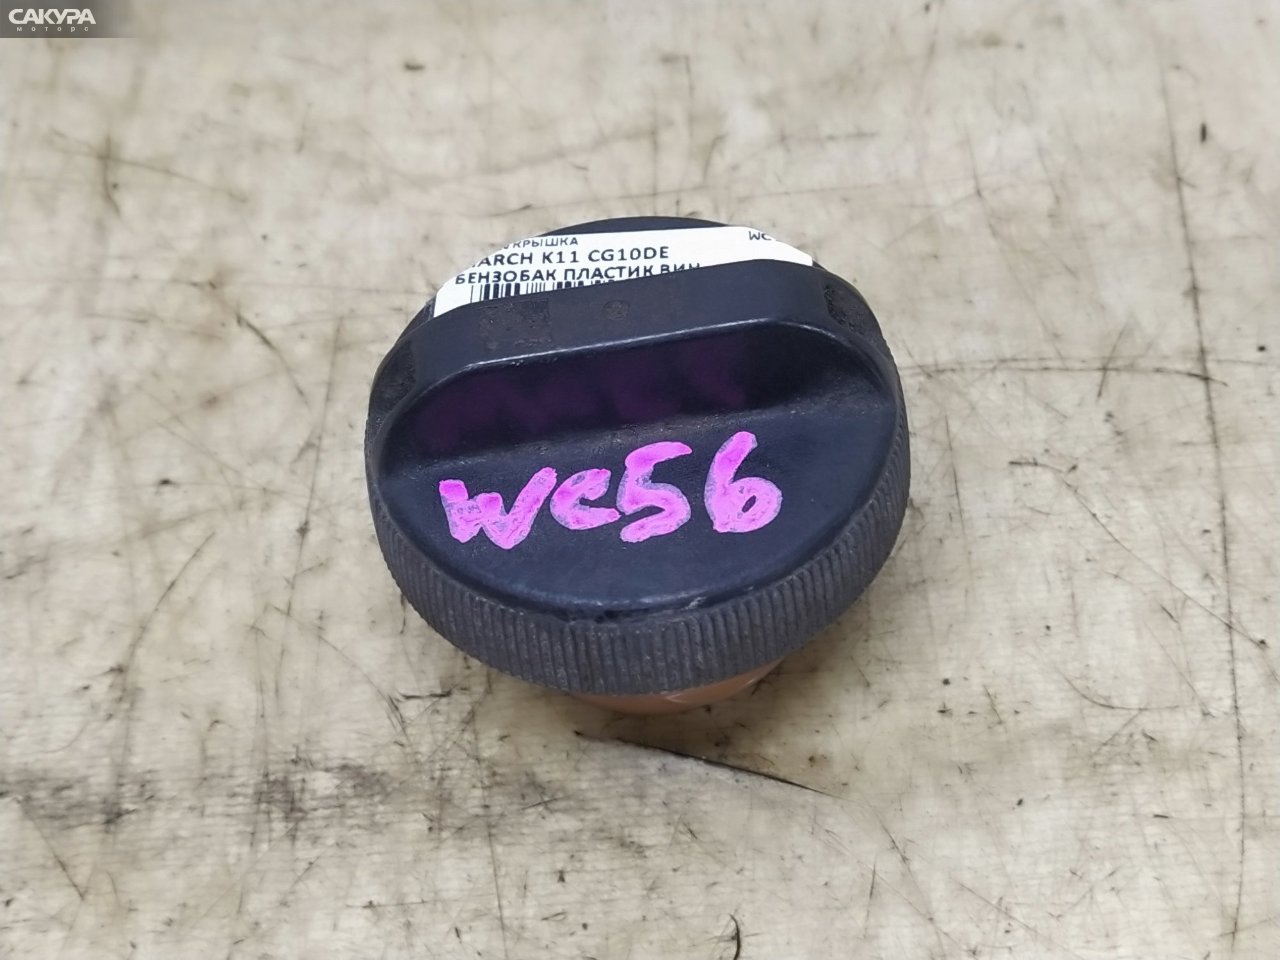 САКУРА
моторс
КРЫШКА WC
ARCH K11 CG10DE
БЕНЗОБАК ПЛАСТИК ВИН
WC56